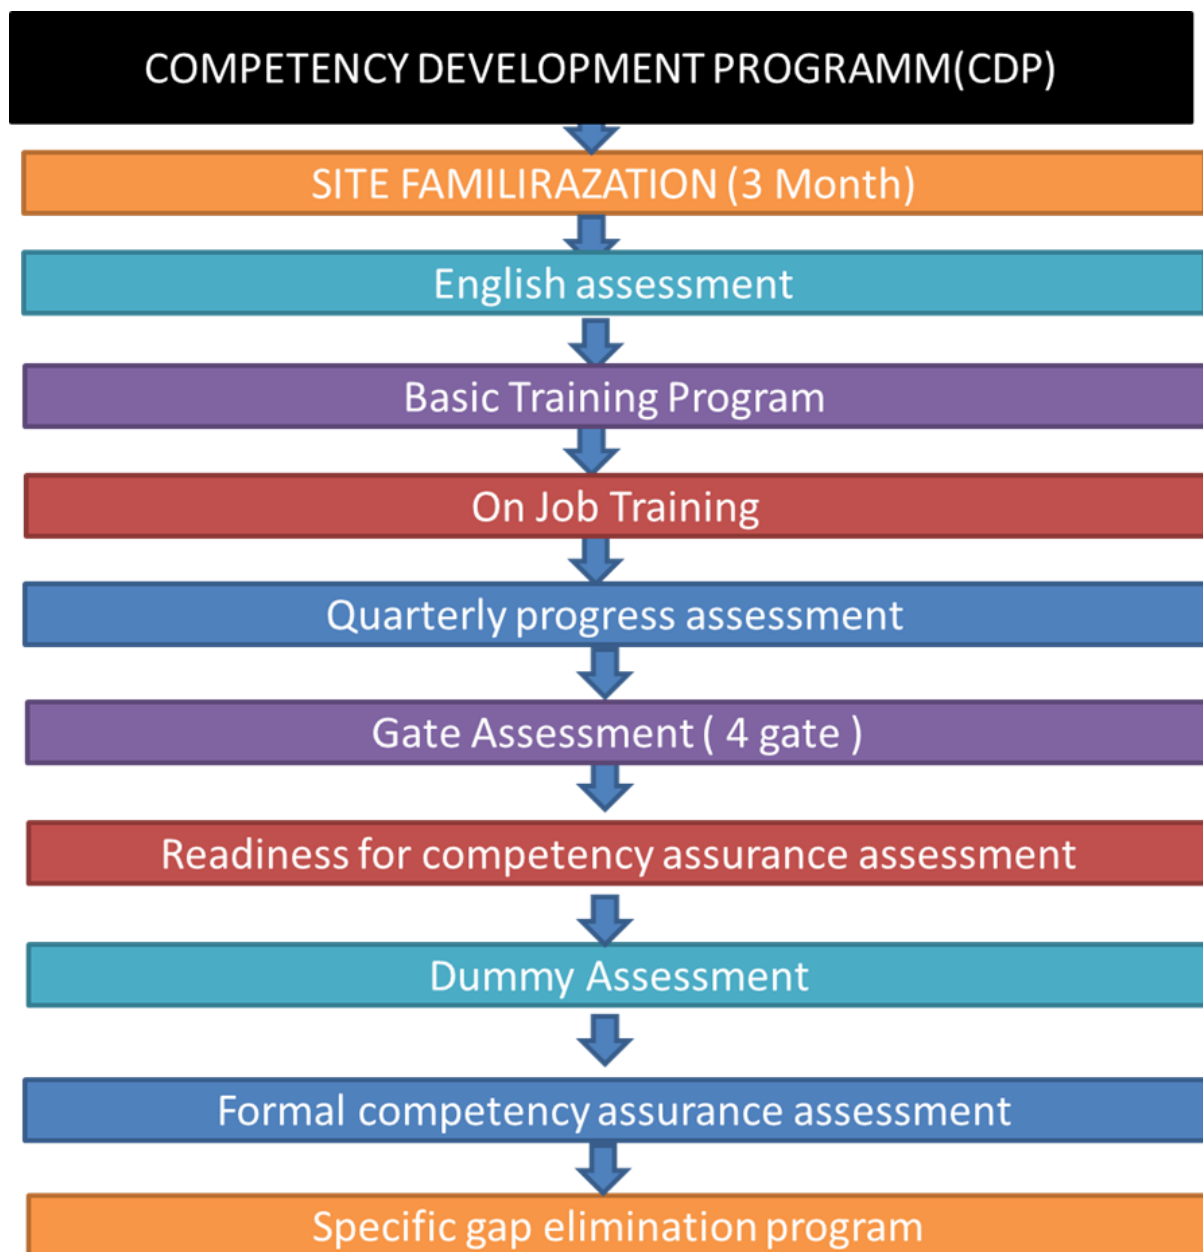 COMPETENCY DEVELOPMENT PROGRAMM(CDP)
SITE FAMILIRAZATION (3 Month)
English assessment
Basic Training Program
On Job Training
Quarterly progress assessment
Gate Assessment ( 4 gate )
Readiness for competency assurance assessment
Dummy Assessment
Formal competency assurance assessment
Specific gap elimination program